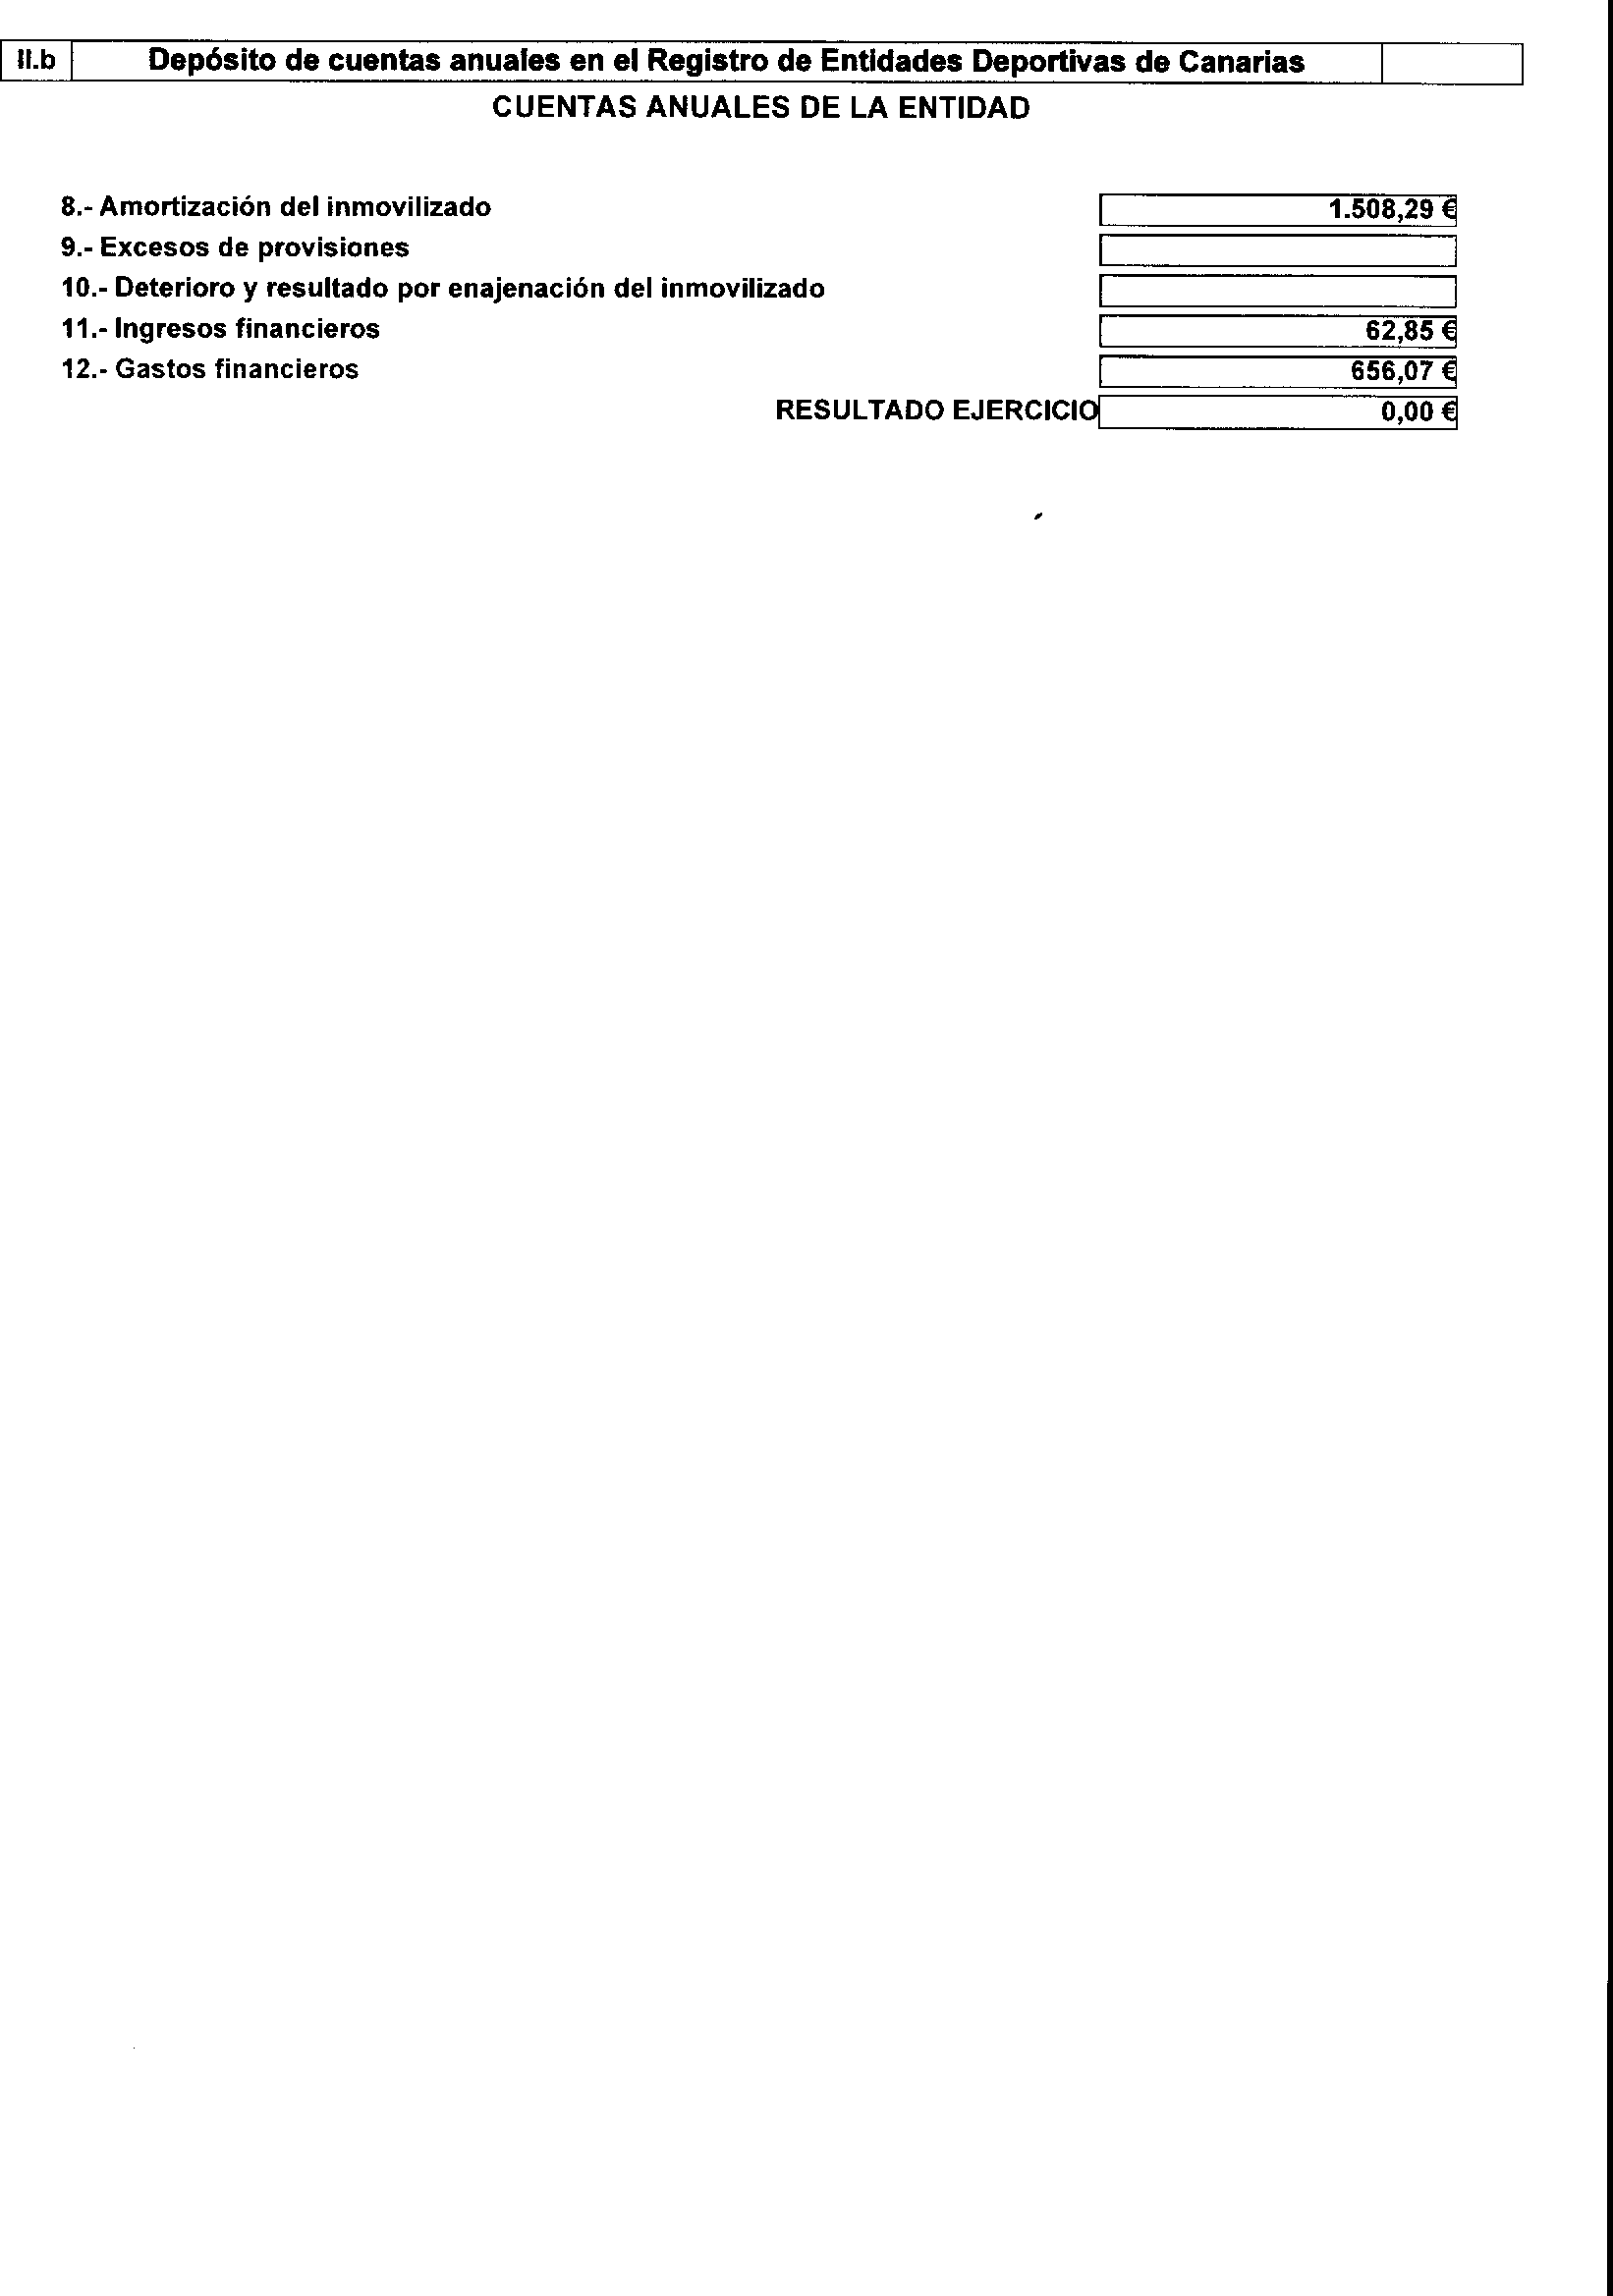 II.b Depósito de cuentas anuales en el Registro de Entidades Deportivas de Canarias
CUENTAS ANUALES DE LA ENTIDAD
8.- Amortización del inmovilizado 1.508,29 €
9.- Excesos de provisiones
10.- Deterioro y resultado por enajenación del inmovilizado
11.- Ingresos financieros 62,85 €
12.- Gastos financieros 656,07 €
RESULTADO EJERCICIO 0,00 €